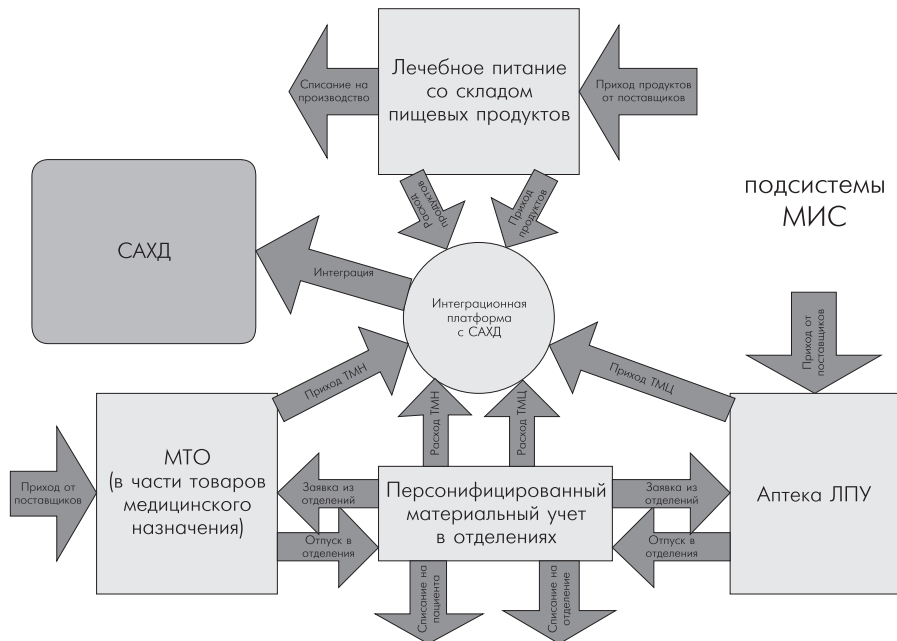 Лечебное питание
со складом
пищевых продуктов
Списание на
производство
Приход продуктов
от поставщиков
Расход
продуктов
Приход
продуктов
подсистемы
МИС
САХД
Интеграция
Интеграционная
платформа
с САХД
Приход от
поставщиков
Приход ТМН
Приход ТМЦ
Расход ТМН
Расход ТМЦ
МТО
(в части товаров
медицинского
назначения)
Приход от
поставщиков
Заявка из
отделений
Отпуск в
отделения
Персонифицированный
материальный учет
в отделениях
Заявка из
отделений
Отпуск в
отделения
Аптека ЛПУ
Списание на
пациента
Списание на
отделение